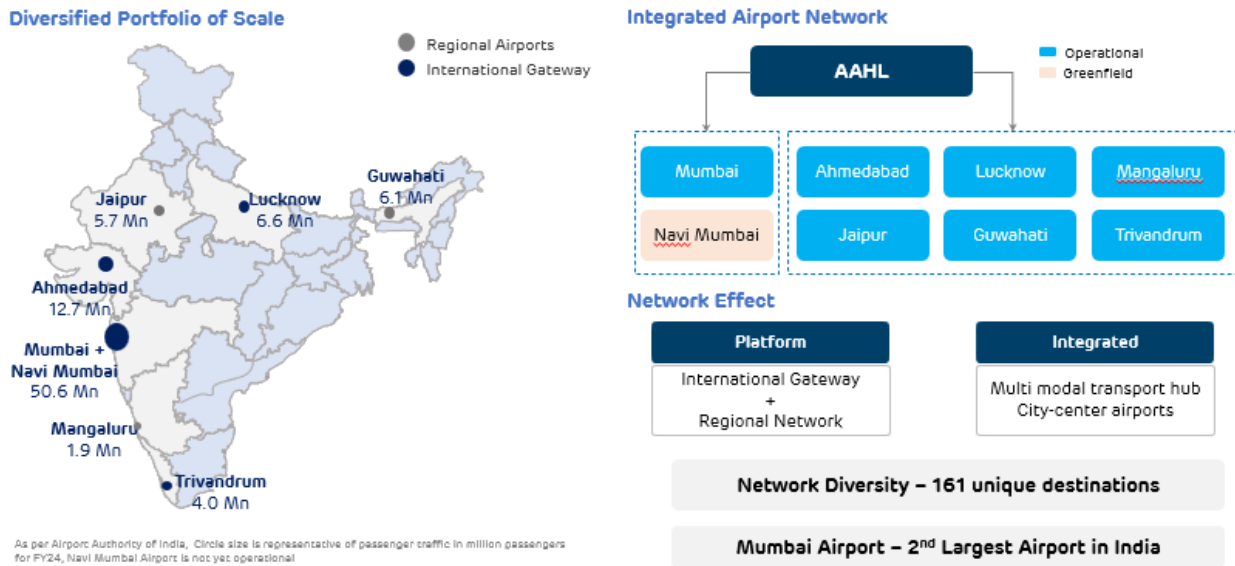 Diversified Portfolio of Scale
Regional Airports
International Gateway
Guwahati
6.1 Mn
Jaipur
5.7 Mn
Lucknow
6.6 Mn
Ahmedabad
12.7 Mn
Mumbai +
Navi Mumbai
50.6 Mn
Mangaluru
1.9 Mn
Trivandrum
4.0 Mn
As per Airport Authority of India, Circle size is representative of passenger traffic in million passengers
for FY24, Navi Mumbai Airport is not yet operational
Integrated Airport Network
AAHL
Operational
Greenfield
Mumbai
Ahmedabad
Lucknow
Mangaluru
Navi Mumbai
Jaipur
Guwahati
Trivandrum
Network Effect
Platform
International Gateway
+
Regional Network
Integrated
Multi modal transport hub
City-center airports
Network Diversity – 161 unique destinations
Mumbai Airport – 2nd Largest Airport in India